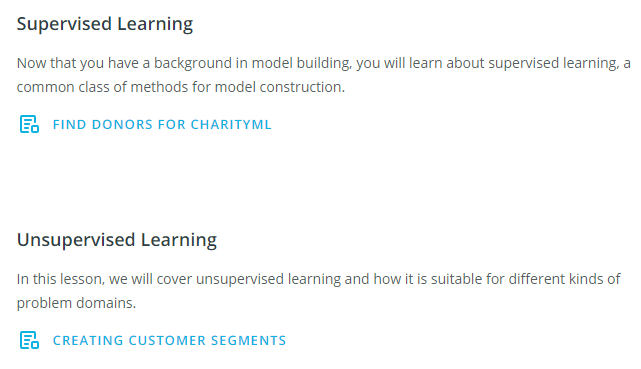 Supervised Learning
Now that you have a background in model building, you will learn about supervised learning, a
common class of methods for model construction.
FIND DONORS FOR CHARITYML
Unsupervised Learning
In this lesson, we will cover unsupervised learning and how it is suitable for different kinds of
problem domains.
CREATING CUSTOMER SEGMENTS